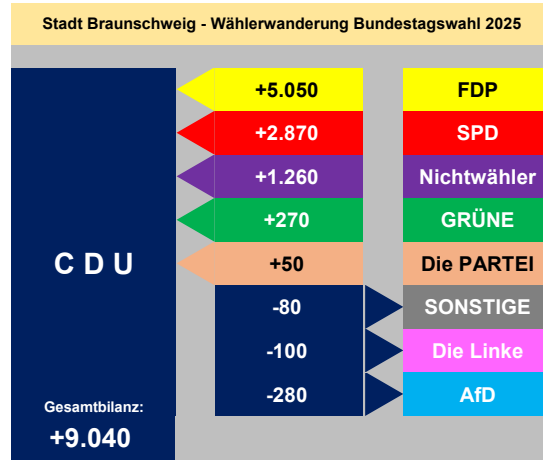 Stadt Braunschweig - Wählerwanderung Bundestagswahl 2025
+5.050 FDP
+2.870 SPD
+1.260 Nichtwähler
+270 GRÜNE
C D U +50 Die PARTEI
-80 SONSTIGE
-100 Die Linke
-280 AfD
Gesamtbilanz:
+9.040